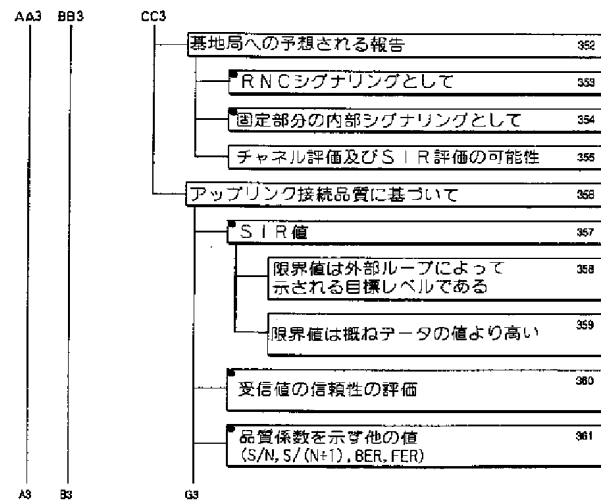 AA3 BB3 CC3
基地局への予想される報告 352
RNCシグナリングとして 353
固定部分の内部シグナリングとして 354
チャネル評価及びSIR評価の可能性 355
アップリンク接続品質に基づいて 356
SIR値 357
限界値は外部ループによって 358
示される目標レベルである
限界値は概ねデータの値より高い 359
受信値の信頼性の評価 360
品質係数を示す他の値 361
(S/N, S/(N+1), BER, FER)
A3 B3 G3